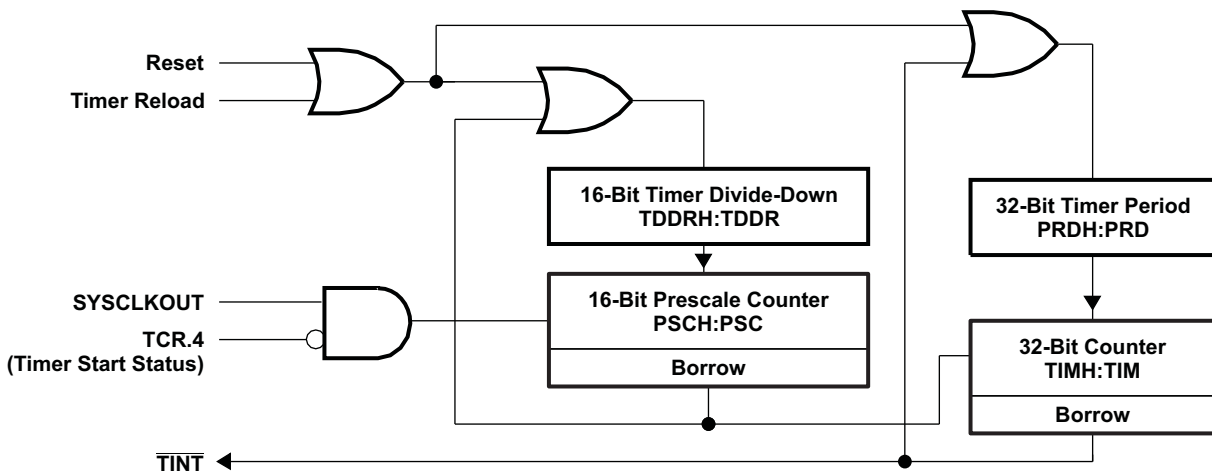 Reset
Timer Reload
16-Bit Timer Divide-Down
TDDRH:TDDR
32-Bit Timer Period
PRDH:PRD
SYSCLKOUT
TCR.4
(Timer Start Status)
16-Bit Prescale Counter
PSCH:PSC
Borrow
32-Bit Counter
TIMH:TIM
Borrow
TINT